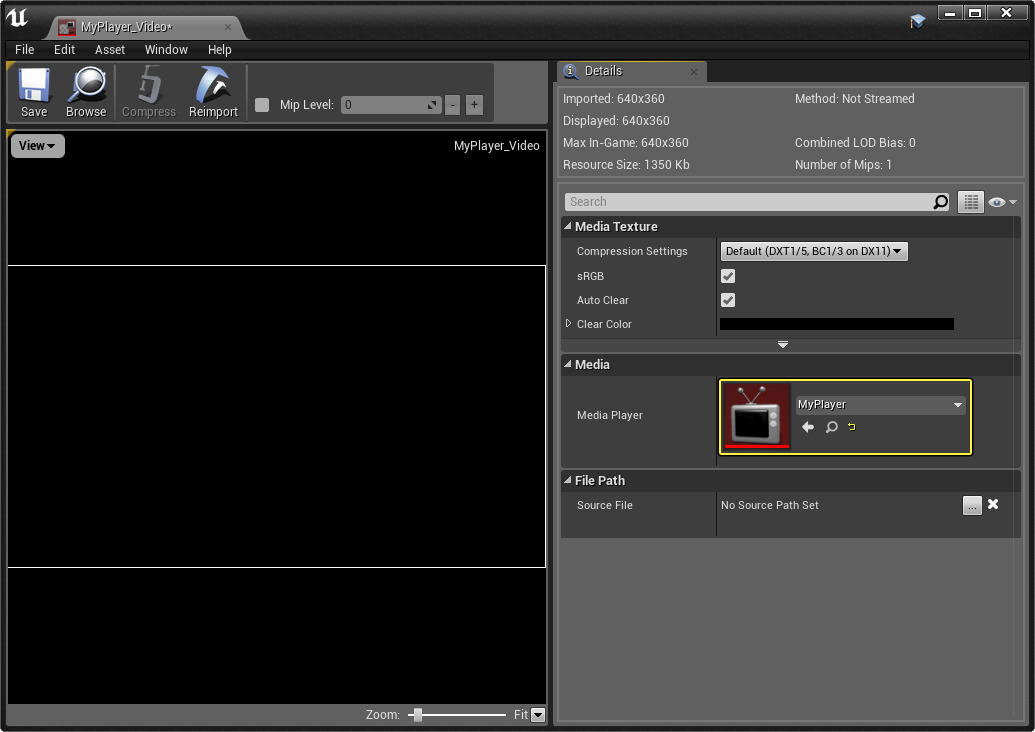 MyPlayer_Video*
File Edit Asset Window Help
Save Browse Compress Reimport Mip Level: 0 - +
View MyPlayer_Video
Zoom: Fit
Details
Imported: 640x360 Method: Not Streamed
Displayed: 640x360
Max In-Game: 640x360 Combined LOD Bias: 0
Resource Size: 1350 Kb Number of Mips: 1
Search
Media Texture
Compression Settings Default (DXT1/5, BC1/3 on DX11)
sRGB
Auto Clear
Clear Color
Media
Media Player MyPlayer
File Path
Source File No Source Path Set ...